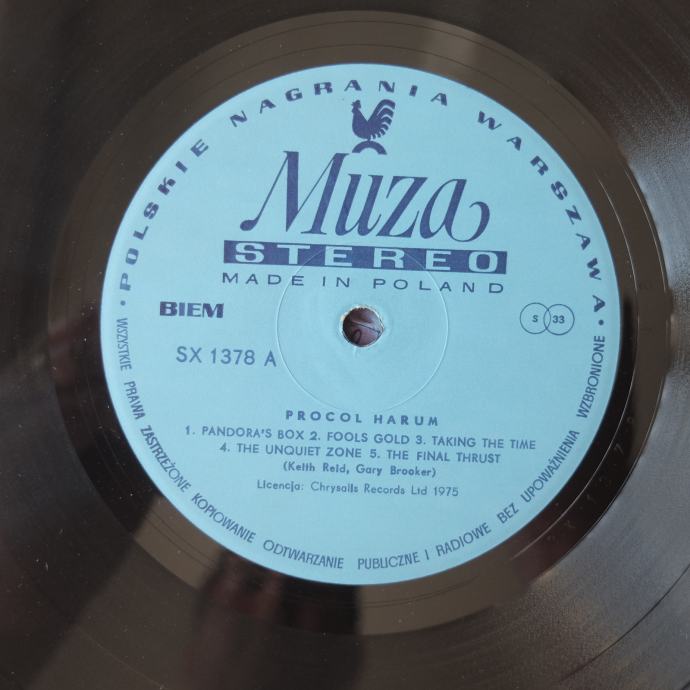 • POLSKIE NAGRANIA WARSZAWA •
Muza
STEREO
MADE IN POLAND
BIEM
S 33
SX 1378 A
PROCOL HARUM
1. PANDORA'S BOX 2. FOOLS GOLD 3. TAKING THE TIME
4. THE UNQUIET ZONE 5. THE FINAL THRUST
(Keith Reid, Gary Brooker)
Licencja: Chrysalis Records Ltd 1975
WSZYSTKIE PRAWA ZASTRZEŻONE KOPIOWANIE ODTWARZANIE PUBLICZNE I RADIOWE BEZ UPOWAŻNIENIA WZBRONIONE